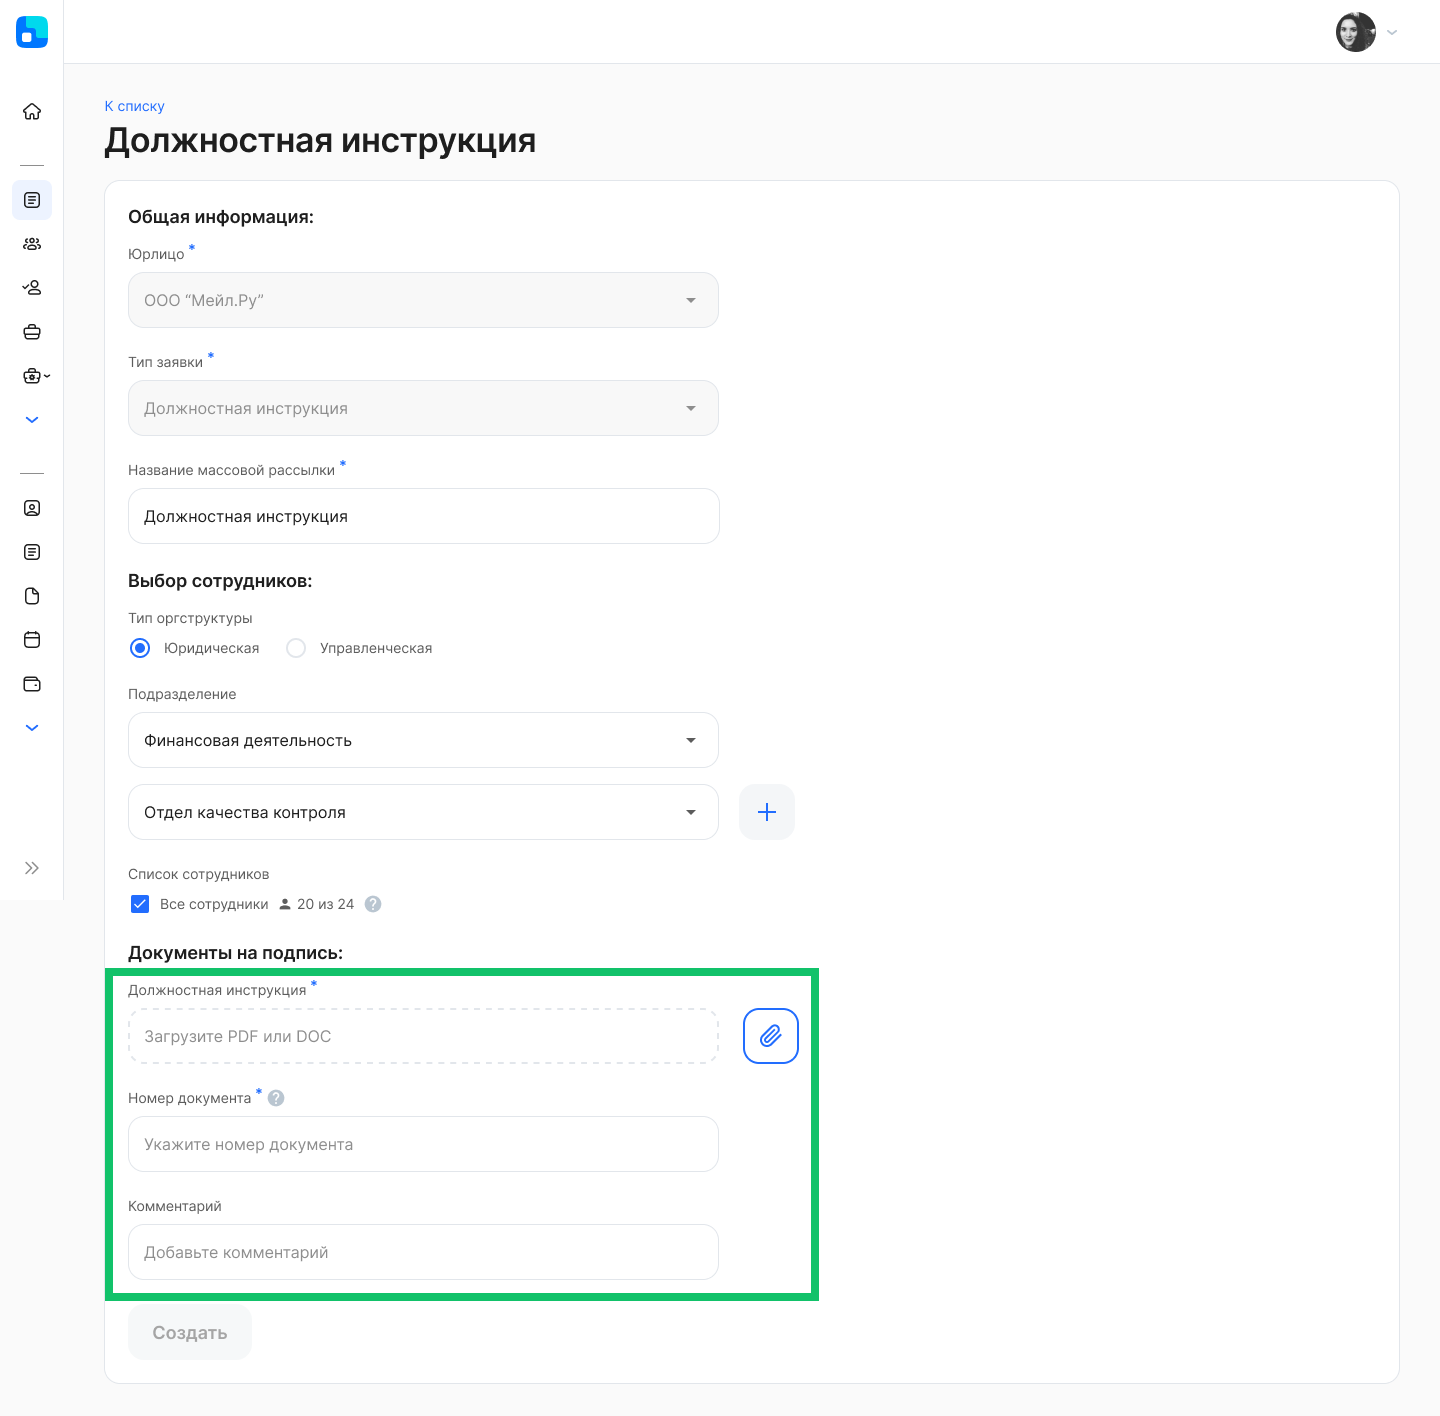 К списку
Должностная инструкция
Общая информация:
Юрлицо *
ООО “Мейл.Ру”
Тип заявки *
Должностная инструкция
Название массовой рассылки *
Должностная инструкция
Выбор сотрудников:
Тип оргструктуры
Юридическая Управленческая
Подразделение
Финансовая деятельность
Отдел качества контроля
Список сотрудников
Все сотрудники 20 из 24 ?
Документы на подпись:
Должностная инструкция *
Загрузите PDF или DOC
Номер документа * ?
Укажите номер документа
Комментарий
Добавьте комментарий
Создать